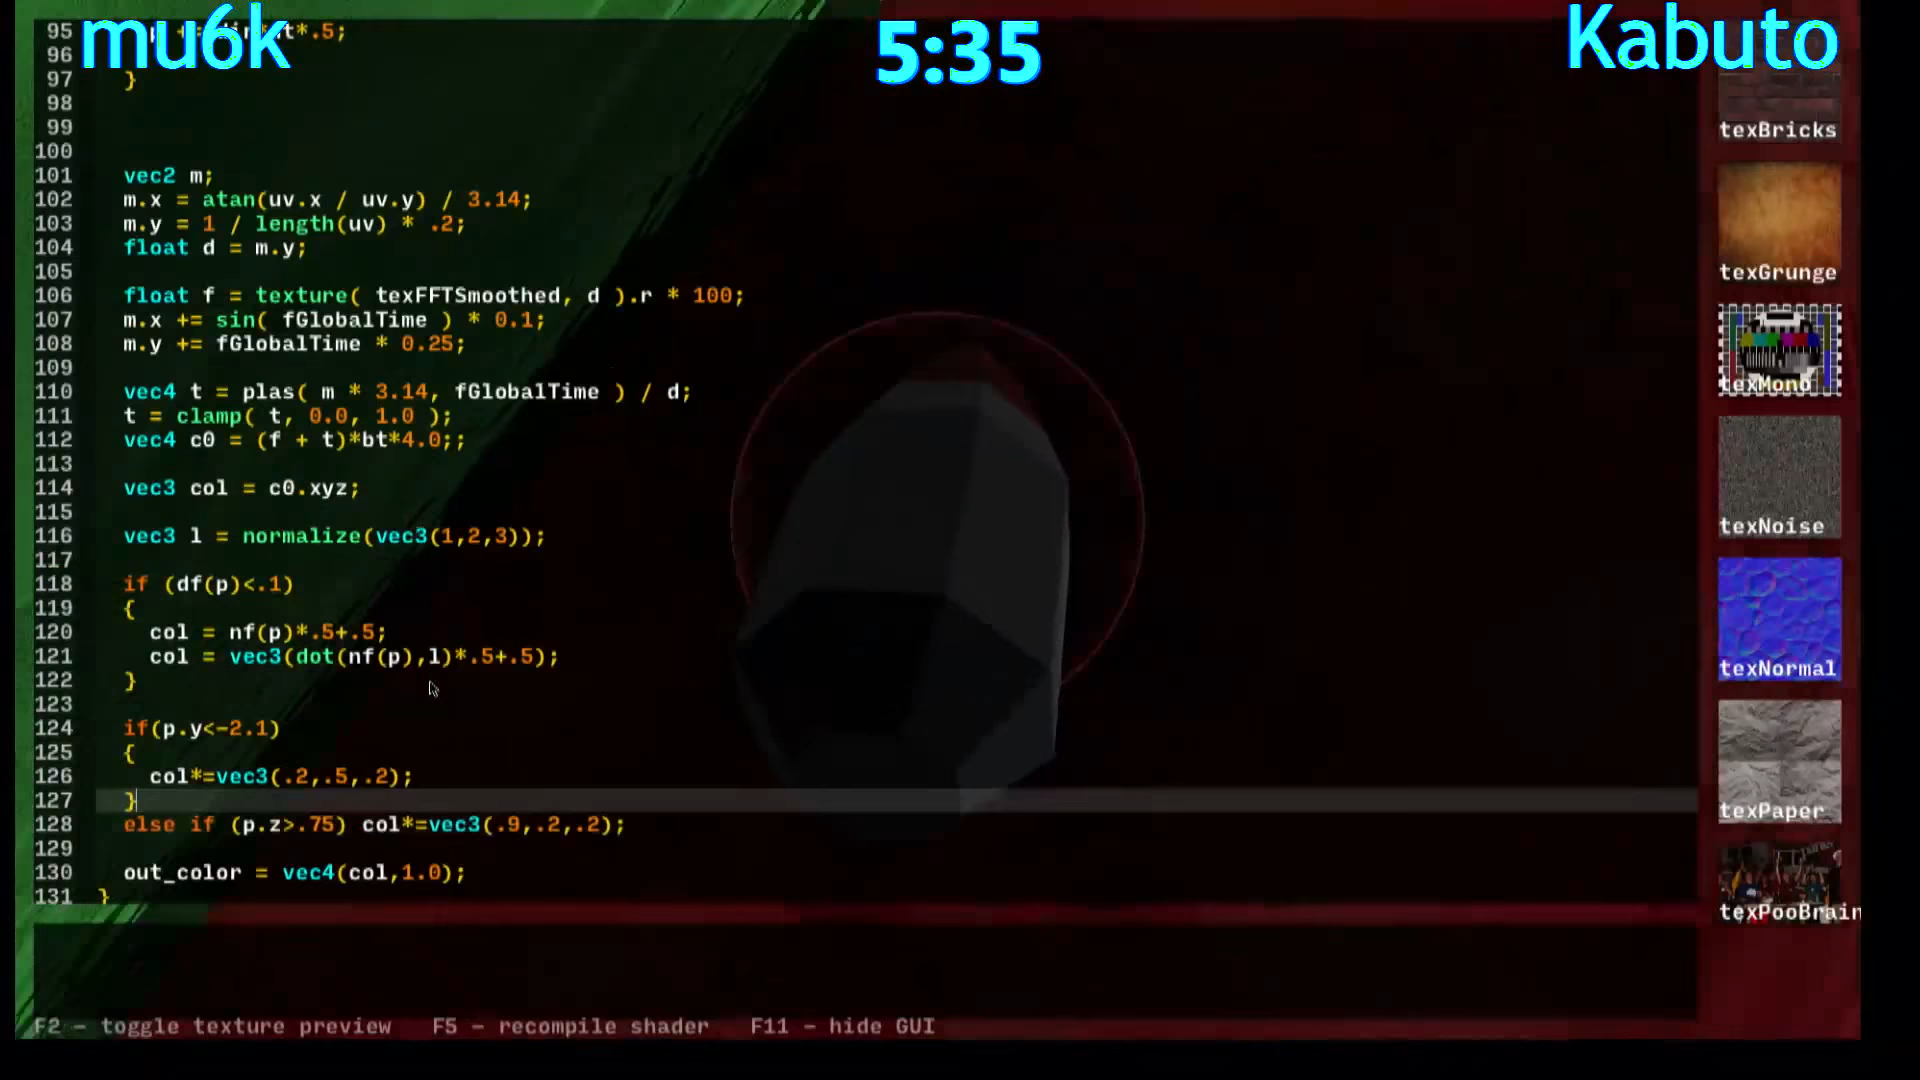 mu6k
5:35
Kabuto
95 t*.5;
96
97 }
98
99
100
101 vec2 m;
102 m.x = atan(uv.x / uv.y) / 3.14;
103 m.y = 1 / length(uv) * .2;
104 float d = m.y;
105
106 float f = texture( texFFTSmoothed, d ).r * 100;
107 m.x += sin( fGlobalTime ) * 0.1;
108 m.y += fGlobalTime * 0.25;
109
110 vec4 t = plas( m * 3.14, fGlobalTime ) / d;
111 t = clamp( t, 0.0, 1.0 );
112 vec4 c0 = (f + t)*bt*4.0;;
113
114 vec3 col = c0.xyz;
115
116 vec3 l = normalize(vec3(1,2,3));
117
118 if (df(p)<.1)
119 {
120 col = nf(p)*.5+.5;
121 col = vec3(dot(nf(p),l)*.5+.5);
122 }
123
124 if(p.y<-2.1)
125 {
126 col*=vec3(.2,.5,.2);
127 }
128 else if (p.z>.75) col*=vec3(.9,.2,.2);
129
130 out_color = vec4(col,1.0);
131 }
texBricks
texGrunge
texMono
texNoise
texNormal
texPaper
texPooBrain
F2 - toggle texture preview F5 - recompile shader F11 - hide GUI